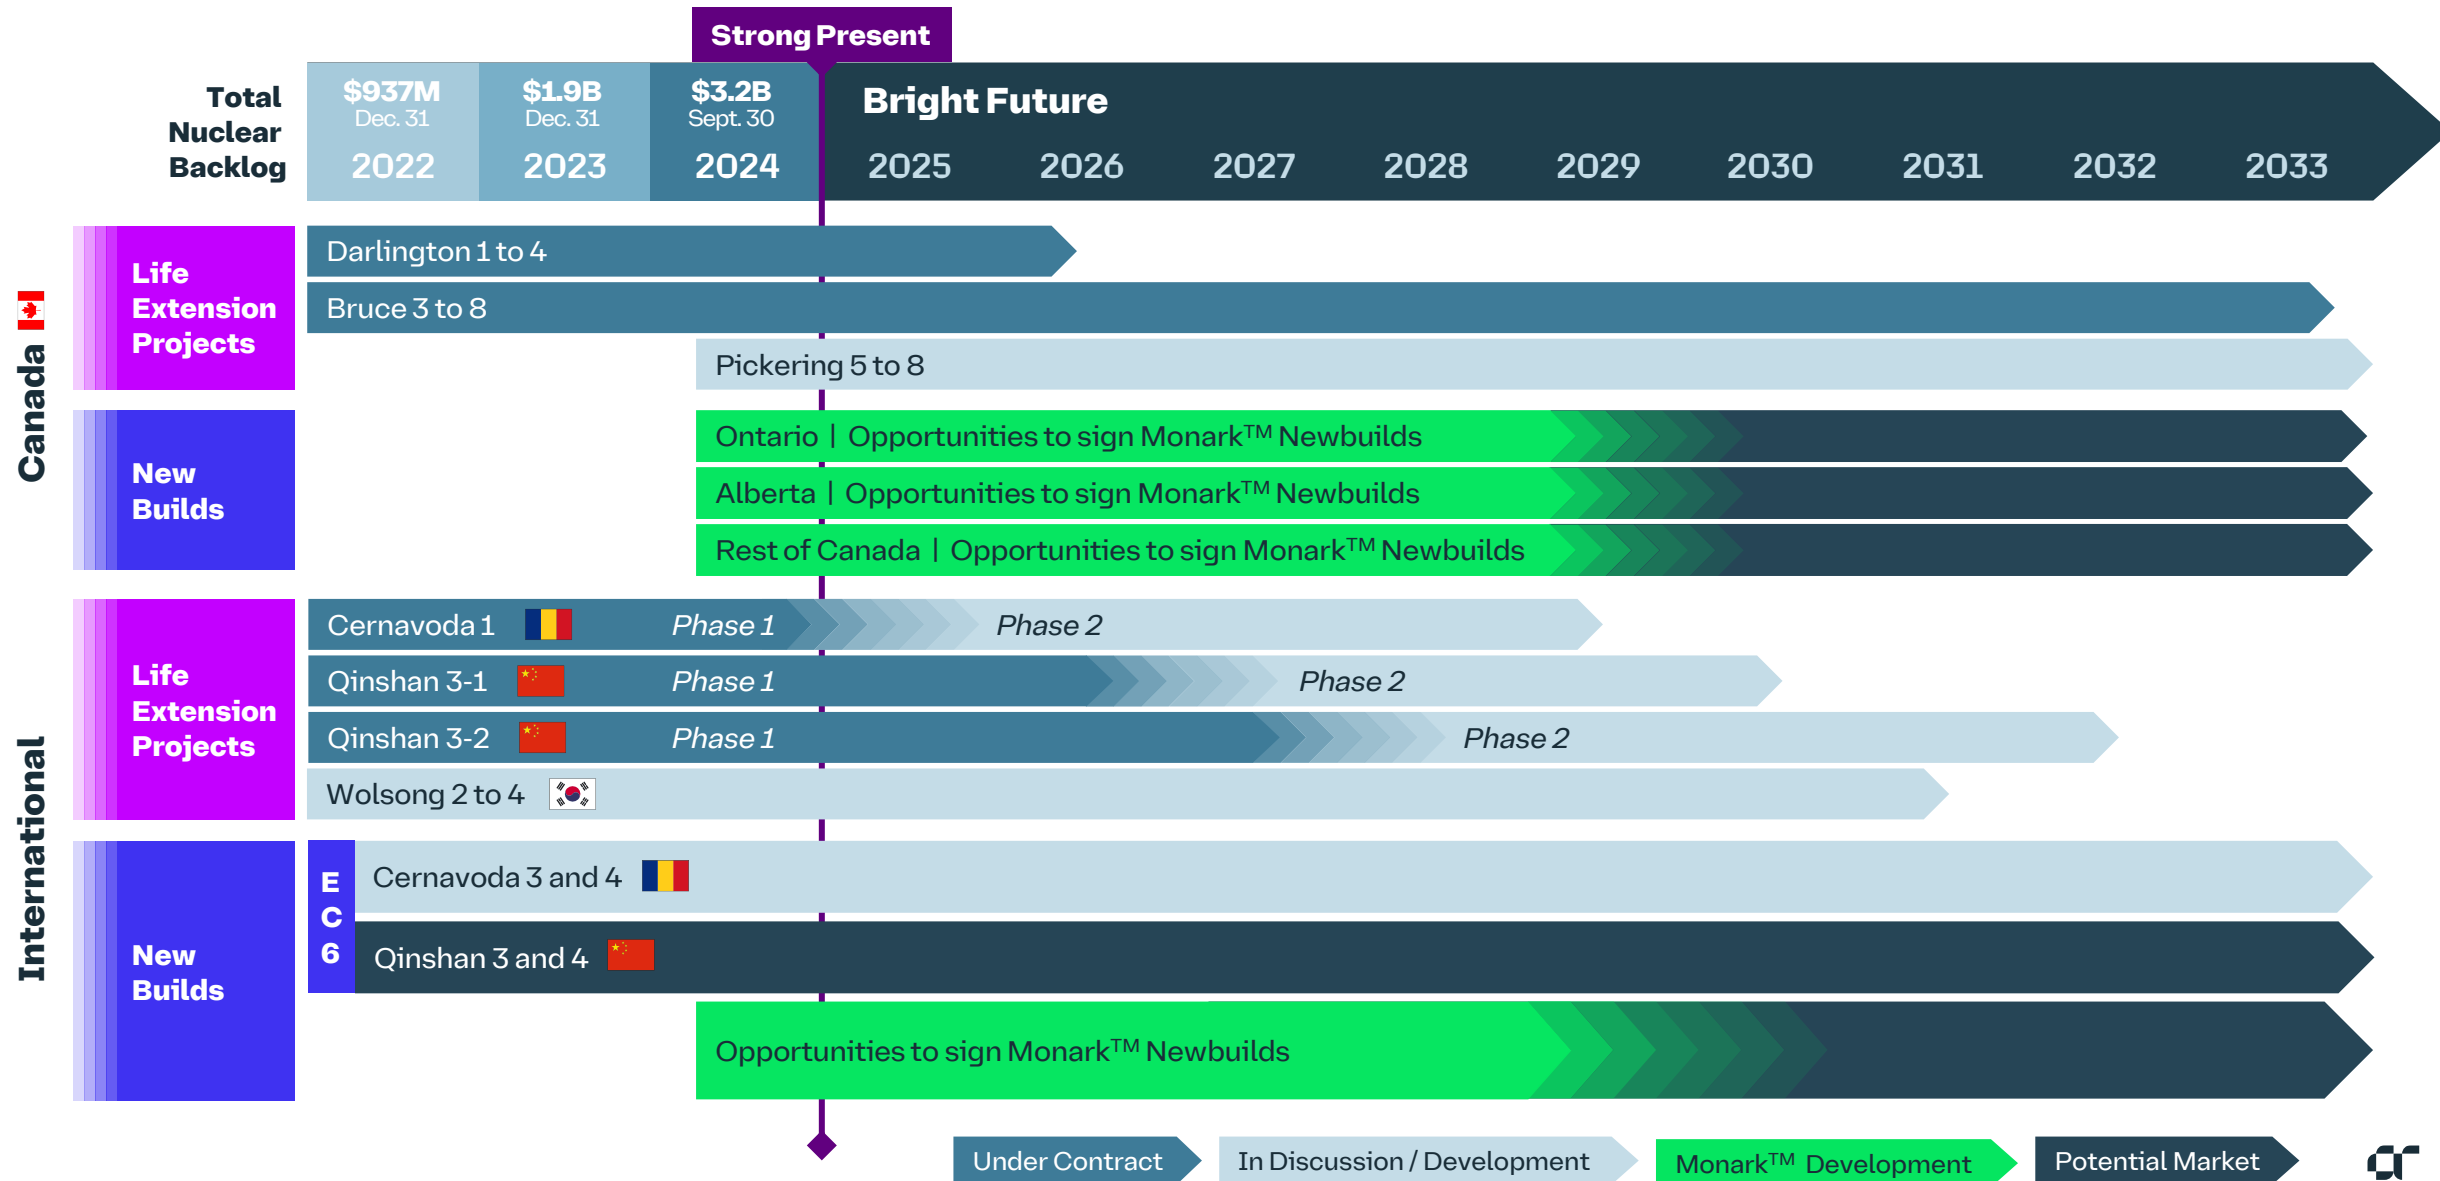 Strong Present
Total
Nuclear
Backlog
$937M
Dec. 31
2022
$1.9B
Dec. 31
2023
$3.2B
Sept. 30
2024
Bright Future
2025 2026 2027 2028 2029 2030 2031 2032 2033
Canada
Life
Extension
Projects
Darlington 1 to 4
Bruce 3 to 8
Pickering 5 to 8
New
Builds
Ontario | Opportunities to sign Monark™ Newbuilds
Alberta | Opportunities to sign Monark™ Newbuilds
Rest of Canada | Opportunities to sign Monark™ Newbuilds
International
Life
Extension
Projects
Cernavoda 1 Phase 1 Phase 2
Qinshan 3-1 Phase 1 Phase 2
Qinshan 3-2 Phase 1 Phase 2
Wolsong 2 to 4
New
Builds
E
C
6
Cernavoda 3 and 4
Qinshan 3 and 4
Opportunities to sign Monark™ Newbuilds
Under Contract
In Discussion / Development
Monark™ Development
Potential Market